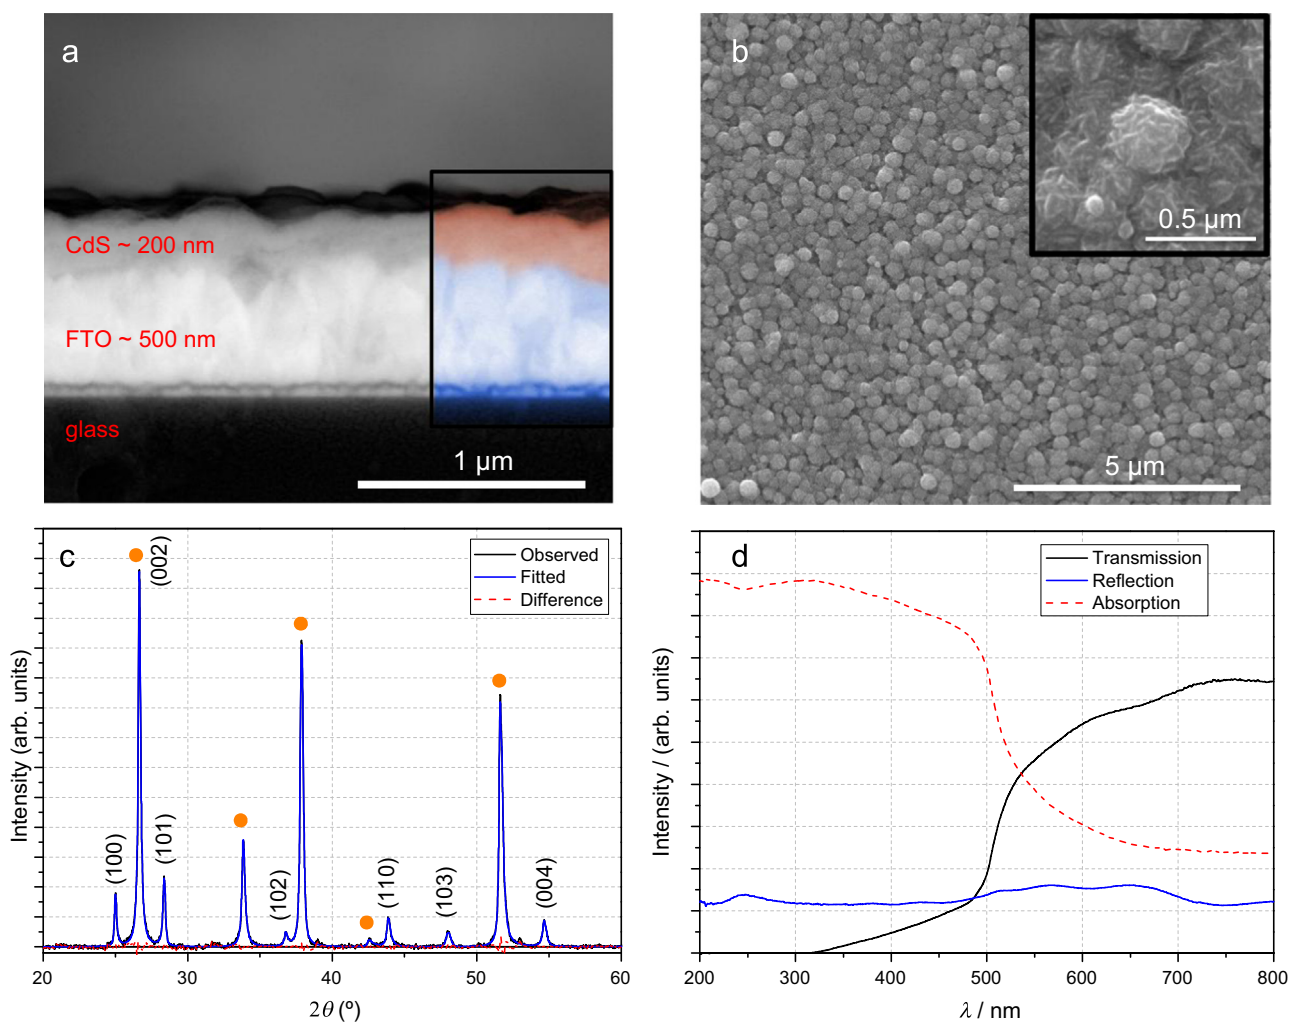 a
CdS ~ 200 nm
FTO ~ 500 nm
glass
1 μm
b
0.5 μm
5 μm
c
(002)
Observed
Fitted
Difference
(100)
(101)
(102)
(110)
(103)
(004)
Intensity (arb. units)
20 30 40 50 60
2θ (º)
d
Transmission
Reflection
Absorption
Intensity / (arb. units)
200 300 400 500 600 700 800
λ / nm